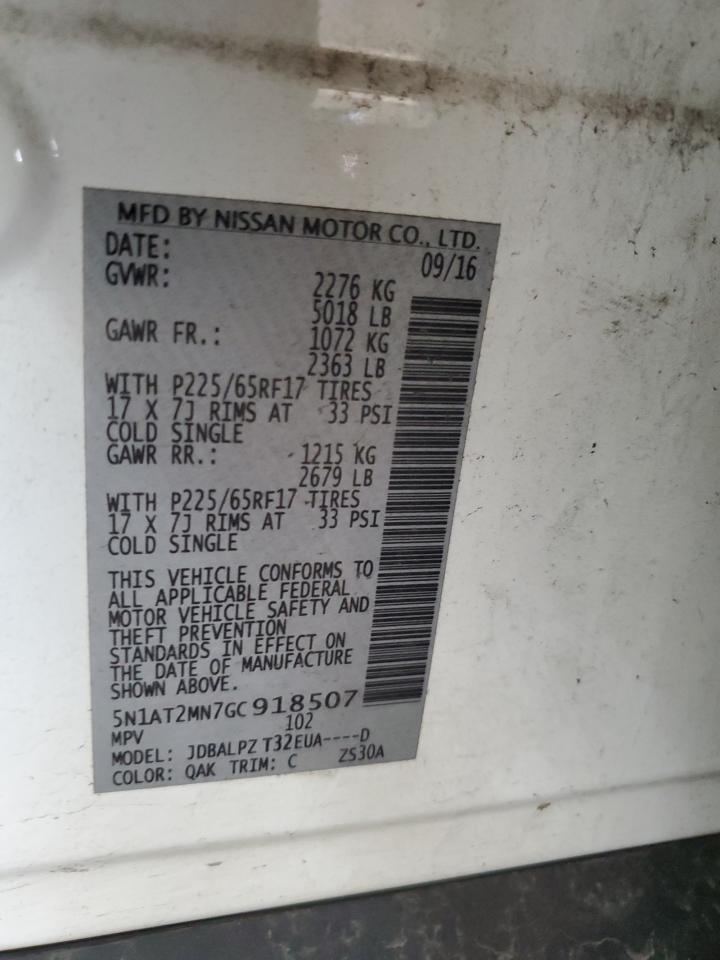 MFD BY NISSAN MOTOR CO., LTD.
DATE: 09/16
GVWR: 2276 KG
5018 LB
GAWR FR.: 1072 KG
2363 LB
WITH P225/65RF17 TIRES
17 X 7J RIMS AT 33 PSI
COLD SINGLE
GAWR RR.: 1215 KG
2679 LB
WITH P225/65RF17 TIRES
17 X 7J RIMS AT 33 PSI
COLD SINGLE
THIS VEHICLE CONFORMS TO
ALL APPLICABLE FEDERAL
MOTOR VEHICLE SAFETY AND
THEFT PREVENTION
STANDARDS IN EFFECT ON
THE DATE OF MANUFACTURE
SHOWN ABOVE.
5N1AT2MN7GC918507
MPV 102
MODEL: JDBALPZ T32EUA----D
COLOR: QAK TRIM: C ZS30A